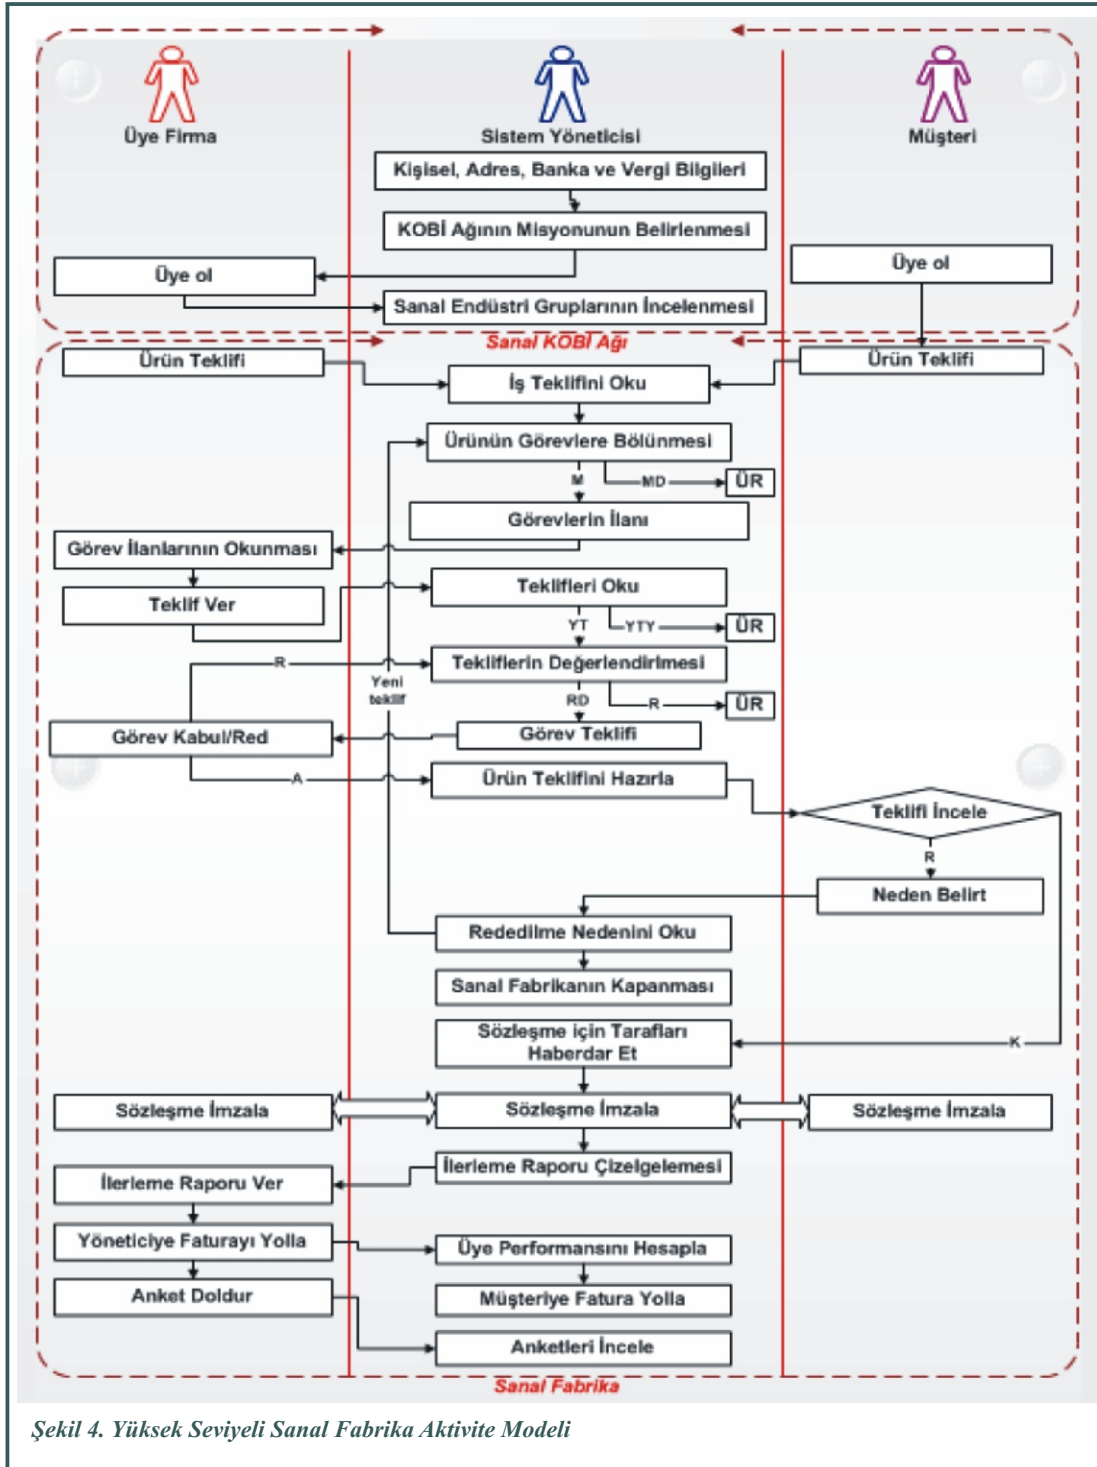 Üye Firma
Sistem Yöneticisi
Müşteri
Kişisel, Adres, Banka ve Vergi Bilgileri
KOBİ Ağının Misyonunun Belirlenmesi
Üye ol
Üye ol
Sanal Endüstri Gruplarının İncelenmesi
Sanal KOBİ Ağı
Ürün Teklifi
Ürün Teklifi
İş Teklifini Oku
Ürünün Görevlere Bölünmesi
M
MD
ÜR
Görevlerin İlanı
Görev İlanlarının Okunması
Teklif Ver
Teklifleri Oku
YT
YTY
ÜR
R
Tekliflerin Değerlendirilmesi
Yeni
teklif
RD
R
ÜR
Görev Kabul/Red
Görev Teklifi
A
Ürün Teklifini Hazırla
Teklifi İncele
R
Neden Belirt
Rededilme Nedenini Oku
Sanal Fabrikanın Kapanması
Sözleşme için Tarafları
Haberdar Et
K
Sözleşme İmzala
Sözleşme İmzala
Sözleşme İmzala
İlerleme Raporu Çizelgelemesi
İlerleme Raporu Ver
Yöneticiye Faturayı Yolla
Üye Performansını Hesapla
Anket Doldur
Müşteriye Fatura Yolla
Anketleri İncele
Sanal Fabrika
Şekil 4. Yüksek Seviyeli Sanal Fabrika Aktivite Modeli